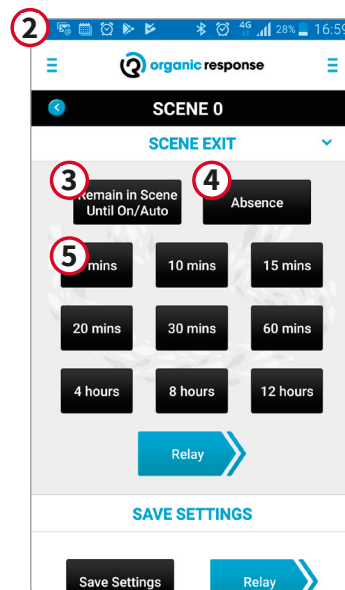 2
4G 28% 16:59
organic response
SCENE 0
SCENE EXIT
3 4
Remain in Scene
Until On/Auto
Absence
5 mins 10 mins 15 mins
20 mins 30 mins 60 mins
4 hours 8 hours 12 hours
Relay
SAVE SETTINGS
Save Settings Relay